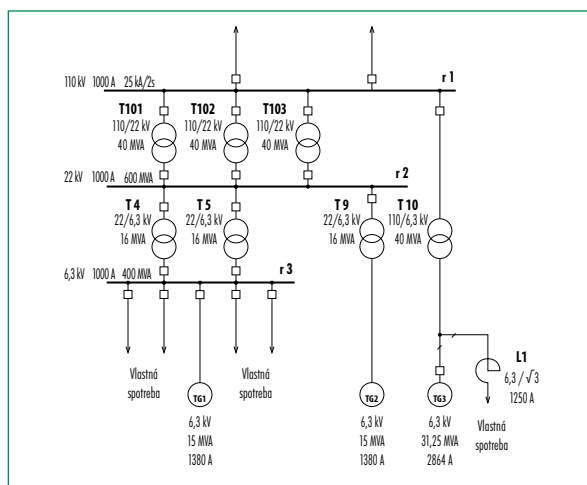 110 kV 1000 A 25 kA/2s
r 1
T101
110/22 kV
40 MVA
T102
110/22 kV
40 MVA
T103
110/22 kV
40 MVA
22 kV 1000A 600 MVA
r 2
T 4
22/6,3 kV
16 MVA
T 5
22/6,3 kV
16 MVA
T 9
22/6,3 kV
16 MVA
T 10
110/6,3 kV
40 MVA
6,3 kV 1000 A 400 MVA
r 3
Vlastná
spotreba
TG1
6,3 kV
15 MVA
1380 A
Vlastná
spotreba
TG2
6,3 kV
15 MVA
1380 A
TG3
6,3 kV
31,25 MVA
2864 A
L1
6,3 / √3
1250 A
Vlastná
spotreba